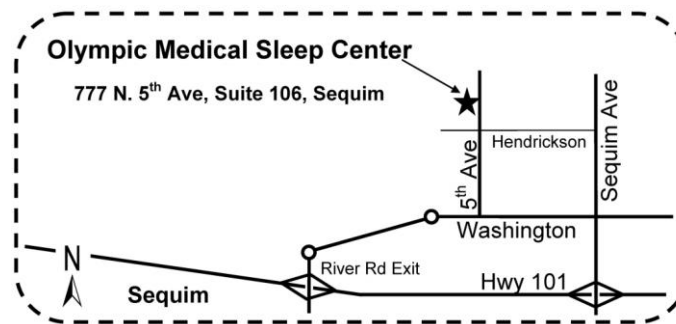 Olympic Medical Sleep Center
777 N. 5th Ave, Suite 106, Sequim
Hendrickson
5th Ave
Sequim Ave
Washington
N
River Rd Exit
Hwy 101
Sequim